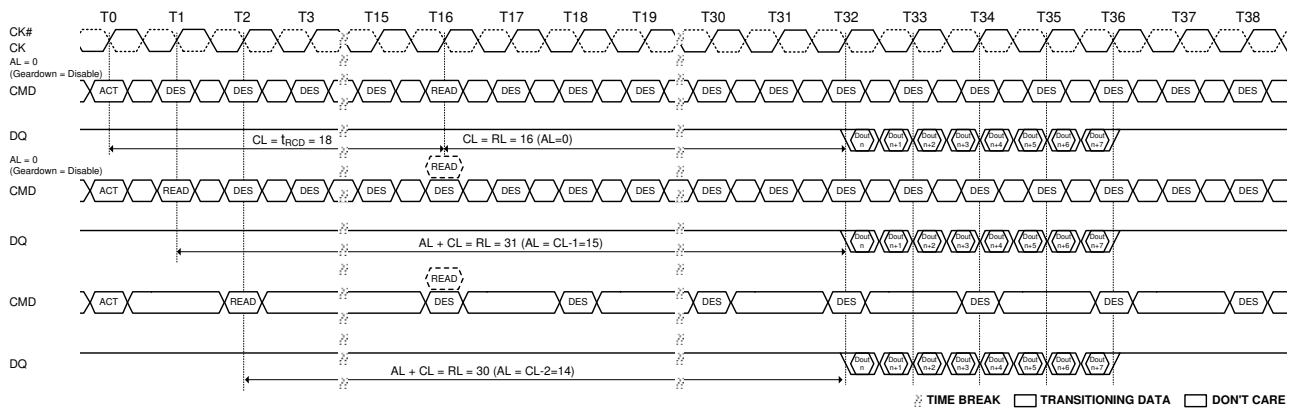 T0 T1 T2 T3 T15 T16 T17 T18 T19 T30 T31 T32 T33 T34 T35 T36 T37 T38
CK#
CK
AL = 0
(Geardown = Disable)
CMD ACT DES DES DES DES READ DES DES DES DES DES DES DES DES DES DES DES DES
DQ CL = tRCD = 18 CL = RL = 16 (AL=0) Dout n Dout n+1 Dout n+2 Dout n+3 Dout n+4 Dout n+5 Dout n+6 Dout n+7
AL = 0
(Geardown = Disable)
READ
CMD ACT READ DES DES DES DES DES DES DES DES DES DES DES DES DES DES DES DES
DQ Dout n Dout n+1 Dout n+2 Dout n+3 Dout n+4 Dout n+5 Dout n+6 Dout n+7
AL + CL = RL = 31 (AL = CL-1=15)
READ
CMD ACT READ DES DES DES DES DES DES DES
DQ Dout n Dout n+1 Dout n+2 Dout n+3 Dout n+4 Dout n+5 Dout n+6 Dout n+7
AL + CL = RL = 30 (AL = CL-2=14)
TIME BREAK TRANSITIONING DATA DON'T CARE